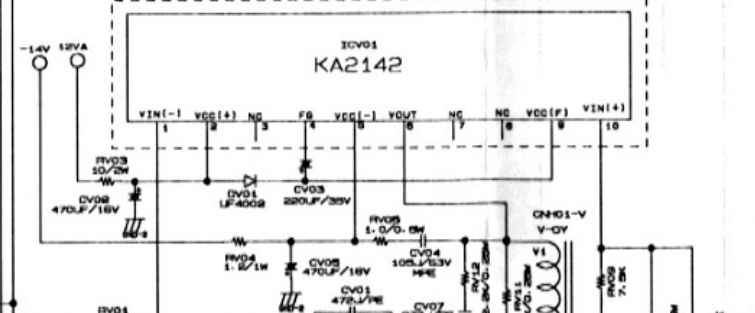 ICV01
KA2142
-14V 12VA
VIN(-) VCC(+) NC FG VCC(-) VOUT NC NC VCC(F) VIN(+)
1 2 3 4 5 6 7 8 9 10
RV03
10/2W
CV02
470UF/16V
DV01
UF4002
CV03
220UF/35V
GNH01-V
V-DY
V1
RV05
1.0/0.5W
RV04
1.2/1W
CV05
470UF/16V
CV04
105J/63V
MPE
RV12
RV11
RV09
7.5K
CV01
472J/PE
CV07
RV01